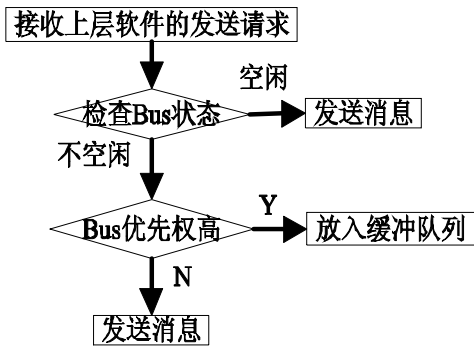 接收上层软件的发送请求
空闲
检查Bus状态
发送消息
不空闲
Y
Bus优先权高
放入缓冲队列
N
发送消息